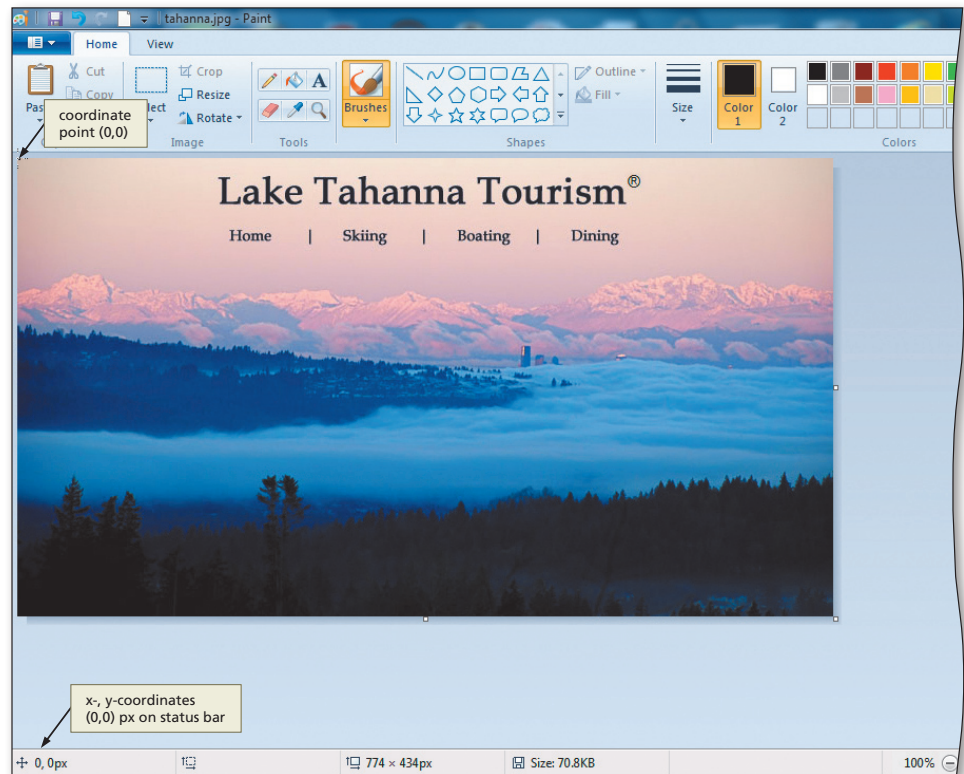 tahanna.jpg - Paint
Home View
Cut
Copy
Crop
Resize
Rotate
A
Brushes
Outline
Fill
Size
Color 1
Color 2
coordinate
point (0,0)
Image Tools Shapes Colors
Lake Tahanna Tourism®
Home | Skiing | Boating | Dining
x-, y-coordinates
(0,0) px on status bar
0, 0px 774 × 434px Size: 70.8KB 100%